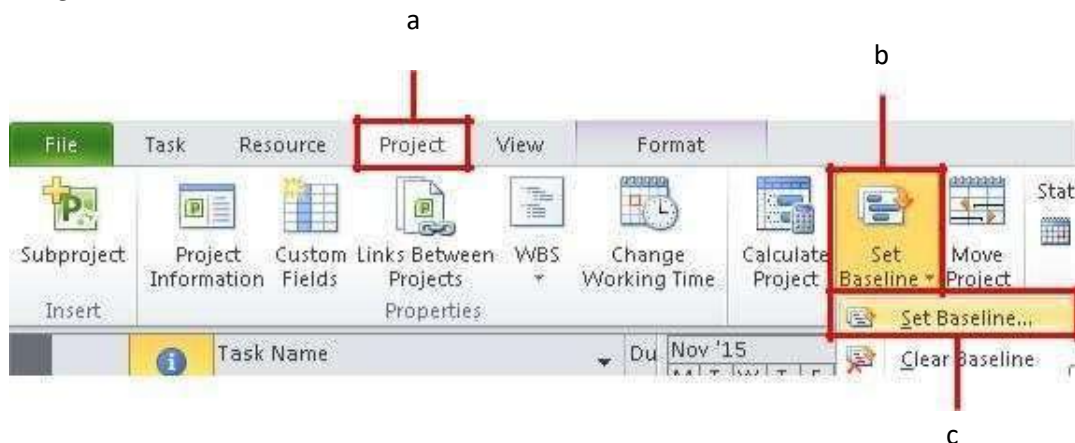 a
b
File Task Resource Project View Format
Subproject Project Information Custom Fields Links Between Projects WBS Change Working Time Calculate Project Set Baseline Move Project Stat
Insert Properties Set Baseline...
Task Name Du Nov '15 Clear Baseline
M T W T F
c